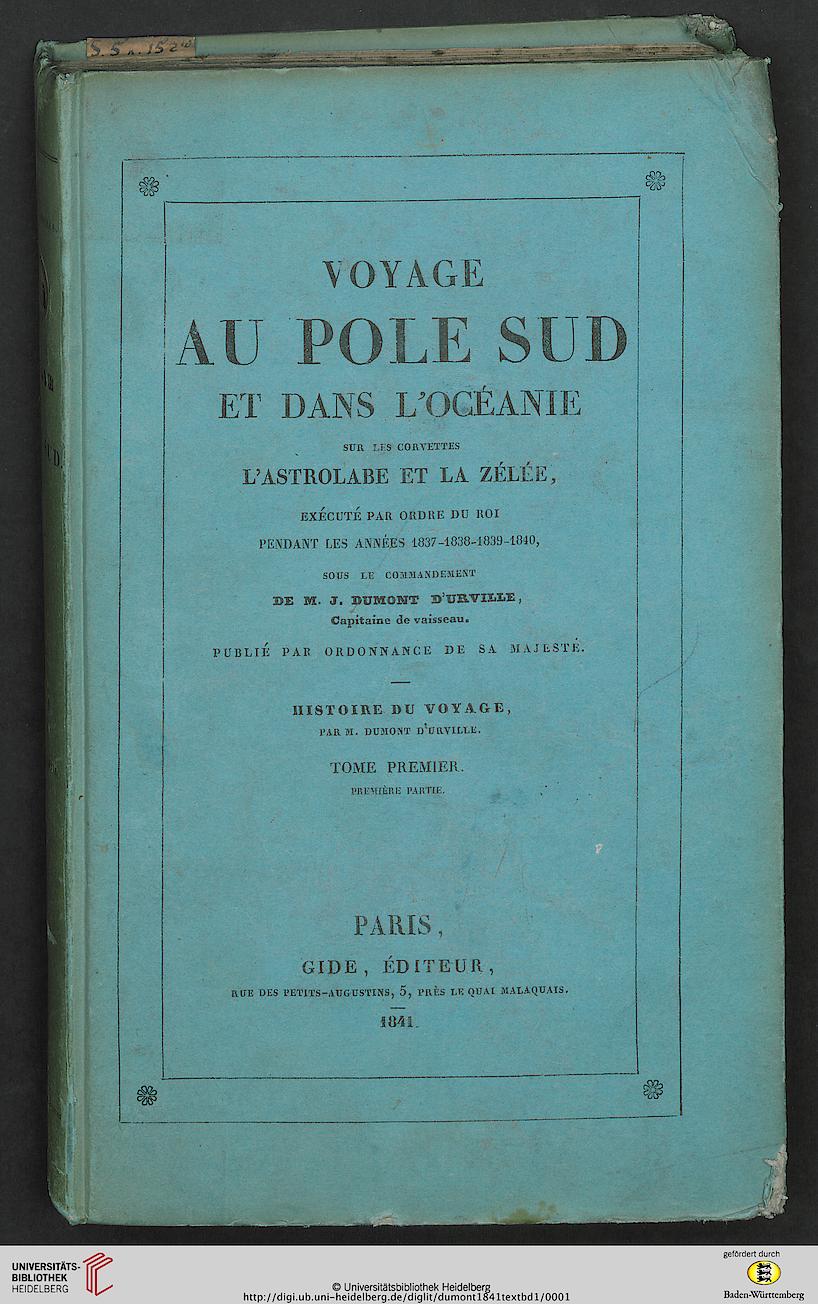 VOYAGE
AU POLE SUD
ET DANS L'OCÉANIE
SUR LES CORVETTES
L'ASTROLABE ET LA ZÉLÉE,
EXÉCUTÉ PAR ORDRE DU ROI
PENDANT LES ANNÉES 1837-1838-1839-1840,
SOUS LE COMMANDEMENT
DE M. J. DUMONT D'URVILLE,
Capitaine de vaisseau.
PUBLIÉ PAR ORDONNANCE DE SA MAJESTÉ.
HISTOIRE DU VOYAGE,
PAR M. DUMONT D'URVILLE.
TOME PREMIER.
PREMIÈRE PARTIE.
PARIS,
GIDE, ÉDITEUR,
RUE DES PETITS-AUGUSTINS, 5, PRÈS LE QUAI MALAQUAIS.
1841.
UNIVERSITÄTS-
BIBLIOTHEK
HEIDELBERG
© Universitätsbibliothek Heidelberg
http://digi.ub.uni-heidelberg.de/diglit/dumont1841textbd1/0001
gefördert durch
Baden-Württemberg